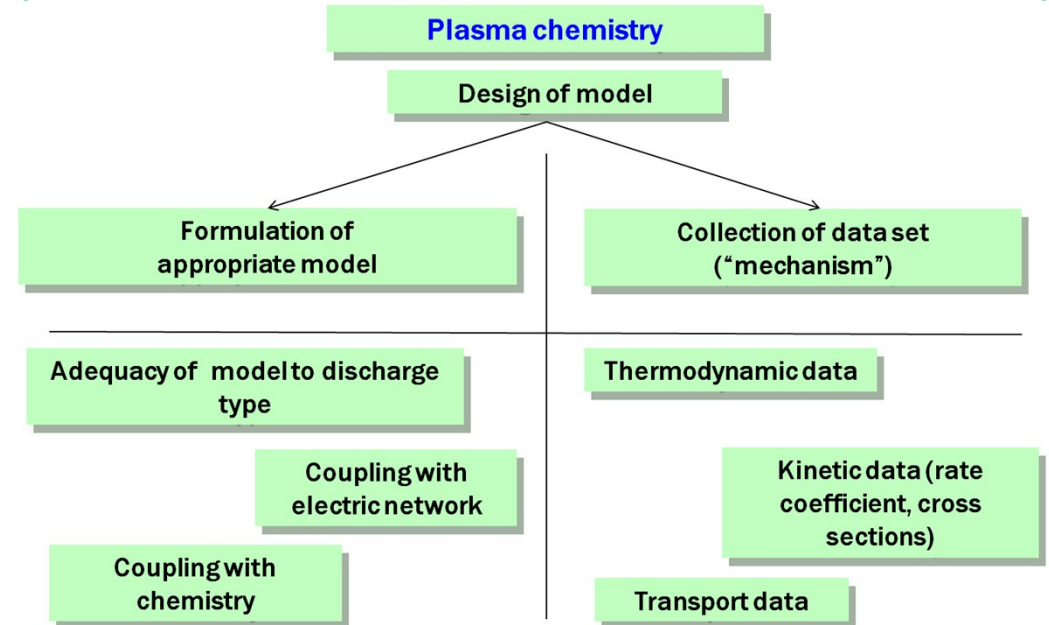 Plasma chemistry
Design of model
Formulation of
appropriate model
Collection of data set
(“mechanism”)
Adequacy of model to discharge
type
Thermodynamic data
Coupling with
electric network
Kinetic data (rate
coefficient, cross
sections)
Coupling with
chemistry
Transport data